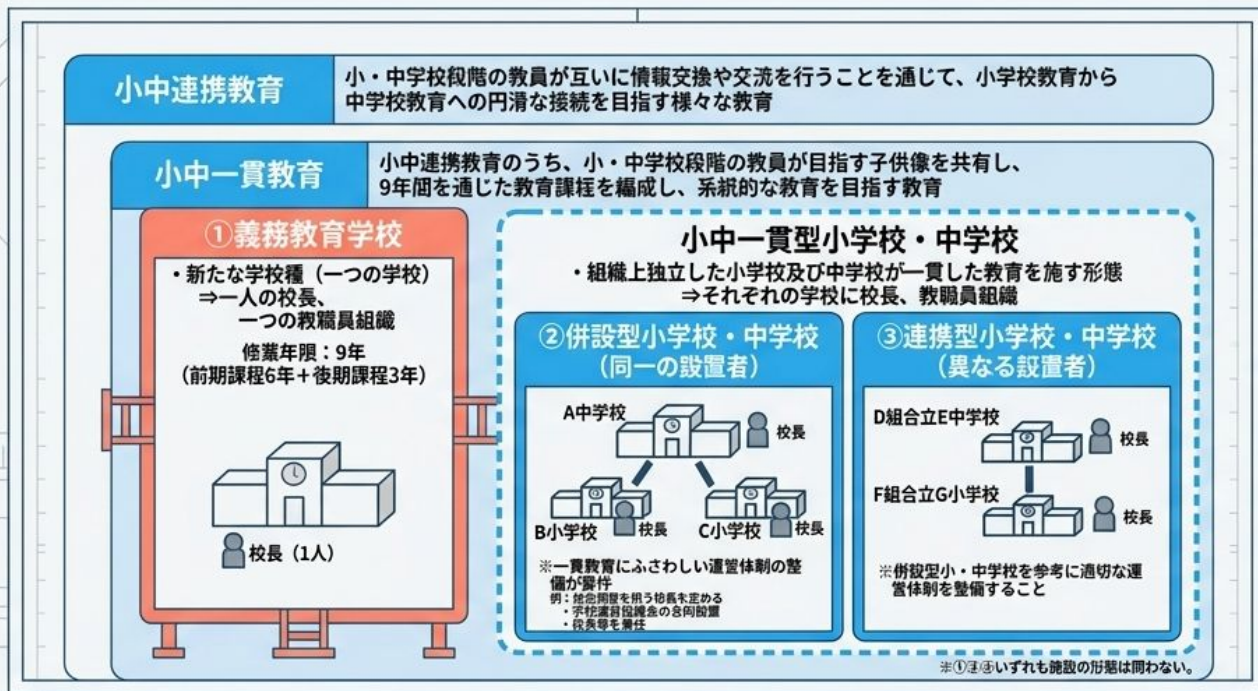 小中連携教育
小・中学校段階の教員が互いに情報交換や交流を行うことを通じて、小学校教育から
中学校教育への円滑な接続を目指す様々な教育
小中一貫教育
小中連携教育のうち、小・中学校段階の教員が目指す子供像を共有し、
9年間を通じた教育課程を編成し、系統的な教育を目指す教育
①義務教育学校
・新たな学校種（一つの学校）
⇒一人の校長、
一つの教職員組織
修業年限：9年
（前期課程6年＋後期課程3年）
校長（1人）
小中一貫型小学校・中学校
・組織上独立した小学校及び中学校が一貫した教育を施す形態
⇒それぞれの学校に校長、教職員組織
②併設型小学校・中学校
（同一の設置者）
A中学校
校長
B小学校
校長
C小学校
校長
※一貫教育にふさわしい運営体制の整
備が要件
③連携型小学校・中学校
（異なる設置者）
D組合立E中学校
校長
F組合立G小学校
校長
※併設型小・中学校を参考に適切な運
営体制を整備すること
いずれも施設の形態は問わない。